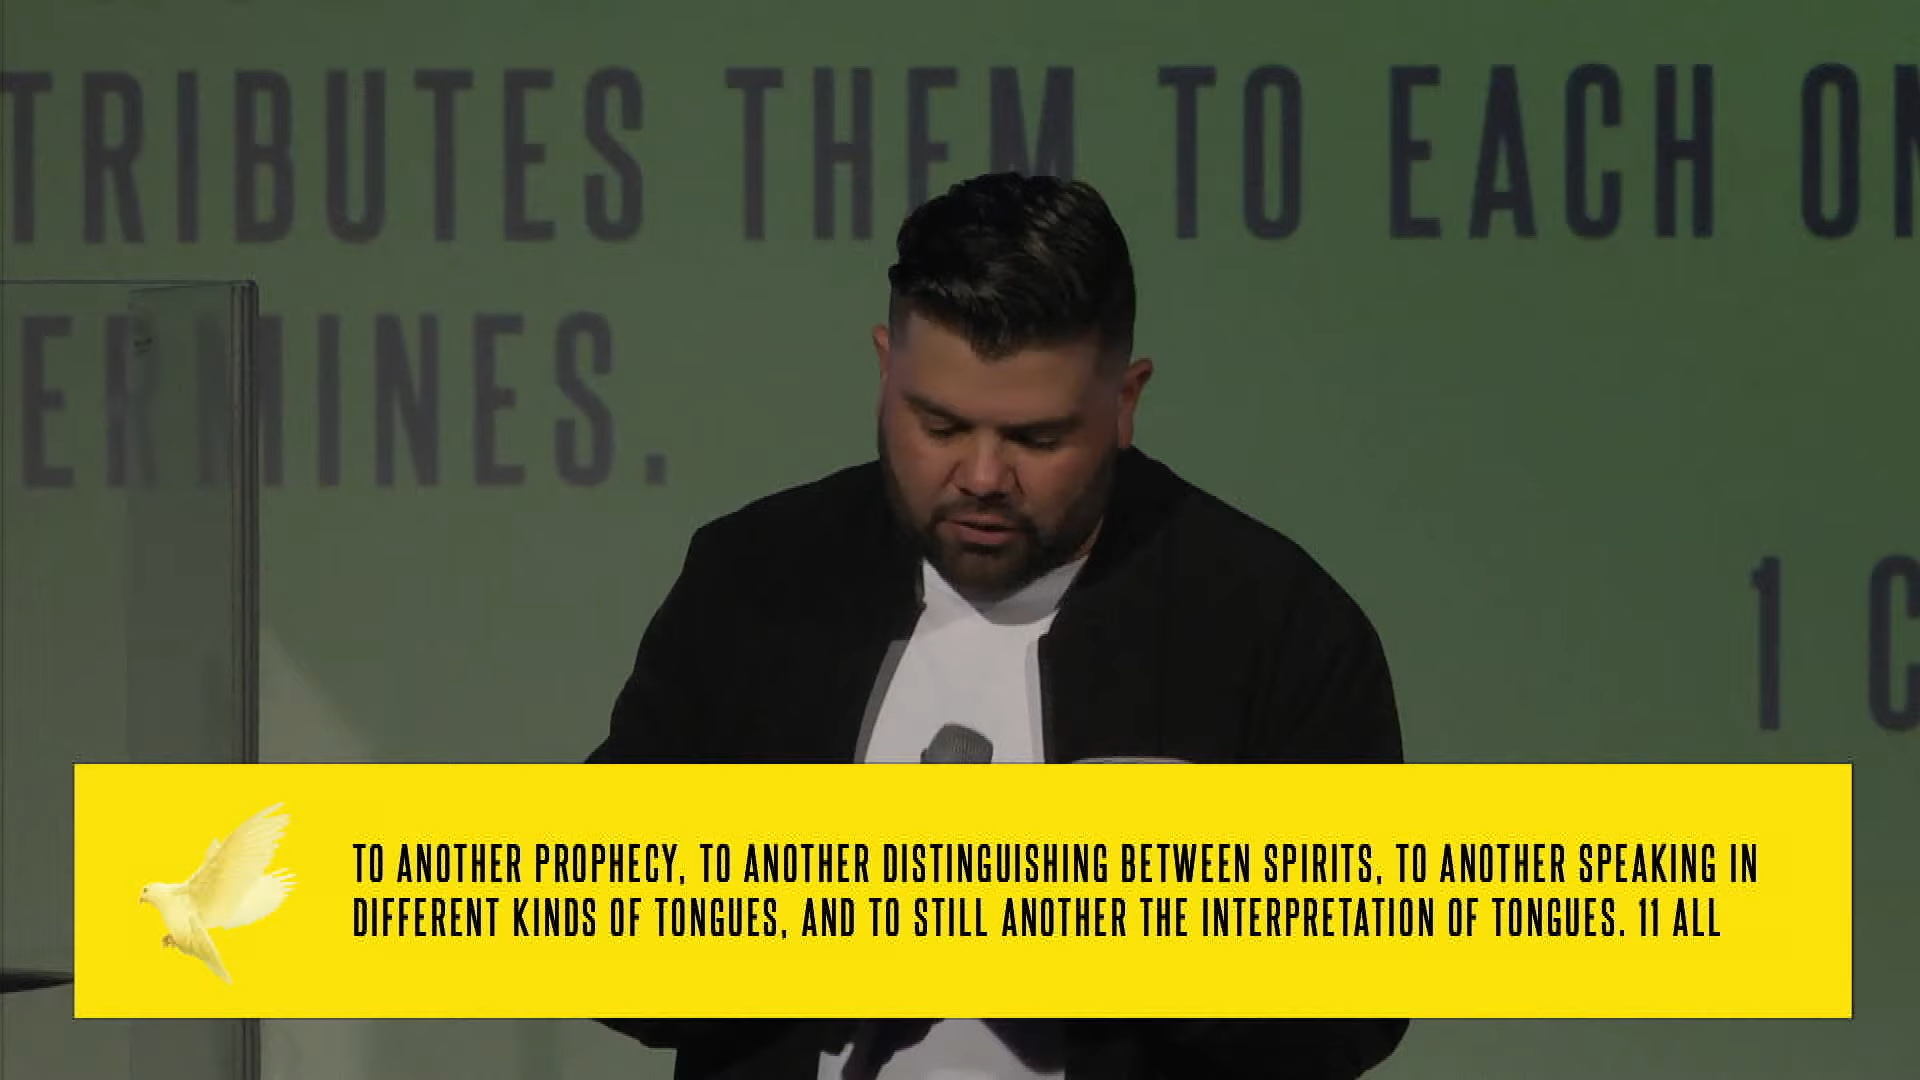 TRIBUTES THEM TO EACH
ERMINES.
1 C
TO ANOTHER PROPHECY, TO ANOTHER DISTINGUISHING BETWEEN SPIRITS, TO ANOTHER SPEAKING IN
DIFFERENT KINDS OF TONGUES, AND TO STILL ANOTHER THE INTERPRETATION OF TONGUES. 11 ALL